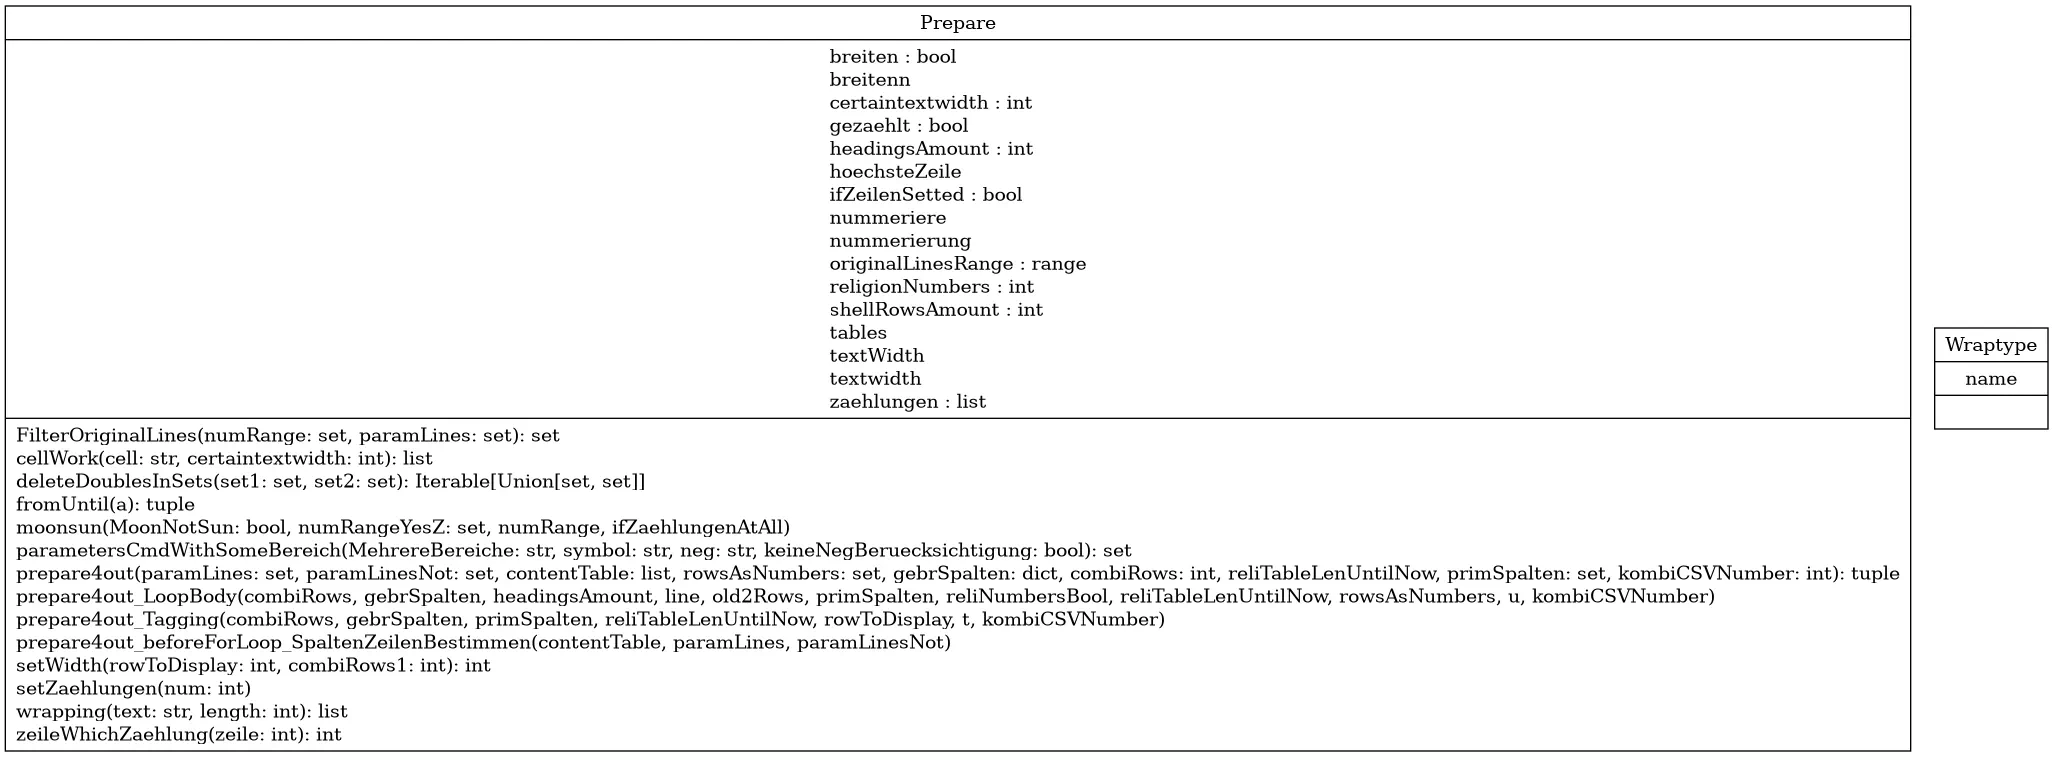 Prepare
breiten : bool
breitenn
certaintextwidth : int
gezaehlt : bool
headingsAmount : int
hoechsteZeile
ifZeilenSetted : bool
nummeriere
nummerierung
originalLinesRange : range
religionNumbers : int
shellRowsAmount : int
tables
textWidth
textwidth
zaehlungen : list
FilterOriginalLines(numRange: set, paramLines: set): set
cellWork(cell: str, certaintextwidth: int): list
deleteDoublesInSets(set1: set, set2: set): Iterable[Union[set, set]]
fromUntil(a): tuple
moonsun(MoonNotSun: bool, numRangeYesZ: set, numRange, ifZaehlungenAtAll)
parametersCmdWithSomeBereich(MehrereBereiche: str, symbol: str, neg: str, keineNegBeruecksichtigung: bool): set
prepare4out(paramLines: set, paramLinesNot: set, contentTable: list, rowsAsNumbers: set, gebrSpalten: dict, combiRows: int, reliTableLenUntilNow, primSpalten: set, kombiCSVNumber: int): tuple
prepare4out_LoopBody(combiRows, gebrSpalten, headingsAmount, line, old2Rows, primSpalten, reliNumbersBool, reliTableLenUntilNow, rowsAsNumbers, u, kombiCSVNumber)
prepare4out_Tagging(combiRows, gebrSpalten, primSpalten, reliTableLenUntilNow, rowToDisplay, t, kombiCSVNumber)
prepare4out_beforeForLoop_SpaltenZeilenBestimmen(contentTable, paramLines, paramLinesNot)
setWidth(rowToDisplay: int, combiRows1: int): int
setZaehlungen(num: int)
wrapping(text: str, length: int): list
zeileWhichZaehlung(zeile: int): int
Wraptype
name